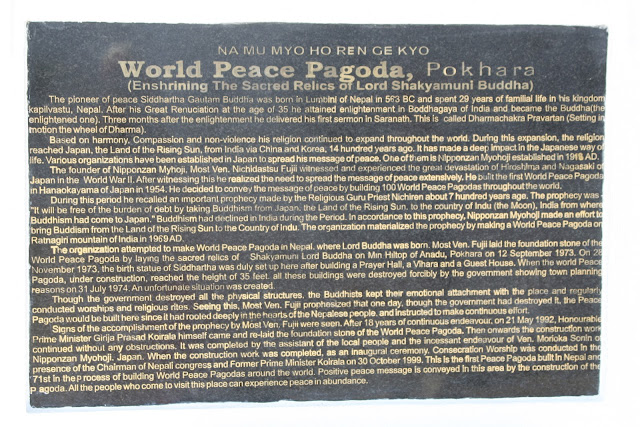 NA MU MYO HO REN GE KYO
World Peace Pagoda, Pokhara
(Enshrining The Sacred Relics of Lord Shakyamuni Buddha)
The pioneer of peace Siddhartha Gautam Buddha was born in Lumbini of Nepal in 563 BC and spent 29 years of familial life in his kingdom
kapilvastu, Nepal. After his Great Renuciation at the age of 35 he attained enlightenment in Boddhagaya of India and became the Buddha(the
enlightened one). Three months after the enlightenment he delivered his first sermon in Saranath. This is called Dharmachakra Pravartan (Setting in
motion the wheel of Dharma).
Based on harmony, Compassion and non-violence his religion continued to expand throughout the world. During this expansion, the religion
reached Japan, the Land of the Rising Sun, from India via China and Korea, 14 hundred years ago. It has made a deep impact in the Japanese way of
life. Various organizations have been established in Japan to spread his message of peace. One of them is Nipponzan Myohoji established in 1918 AD.
The founder of Nipponzan Myhoji, Most. Ven. Nichidastsu Fujii witnessed and experienced the great devastation of Hiroshima and Nagasaki of
Japan in the World War II. After witnessing this he realized the need to spread the message of peace extensively. He built the first World Peace Pagoda
in Hanaokayama of Japan in 1954. He decided to convey the message of peace by building 100 World Peace Pagodas throughout the world.
During this period he recalled an important prophecy made by the Religious Guru Priest Nichiren about 7 hundred years ago. The prophecy was
"It will be free of the burden of debt by taking Buddhism from Japan, the Land of the Rising Sun, to the country of Indu (the Moon), India from where
Buddhism had come to Japan." Buddhism had declined in India during the Period. In accordance to this prophecy, Nipponzan Myohoji made an effort to
bring Buddism from the Land of the Rising Sun to the Country of Indu. The organization materialized the prophecy by making a World Peace Pagoda on
Ratnagiri mountain of India in 1969 AD.
The organization attempted to make World Peace Pagoda in Nepal, where Lord Buddha was born. Most Ven. Fujii laid the foundation stone of the
World Peace Pagoda by laying the sacred relics of Shakyamuni Lord Buddha on Mn Hiltop of Anadu, Pokhara on 12 September 1973. On 29
November 1973, the birth statue of Siddhartha was duly set up here after building a Prayer Hall, a Vihara and a Guest House. When the world Peace
Pagoda, under construction, reached the height of 35 feet, all these buildings were destroyed forcibly by the government showing town planning
reasons on 31 July 1974. An unfortunate situation was created.
Though the government destroyed all the physical structures, the Buddhists kept their emotional attachment with the place and regularly
conducted worships and religious rites. Seeing this, Most Ven. Fujii prophesized that one day, though the government had destroyed it, the Peace
Pagoda would be built here since it had rooted deeply in the hearts of the Nepalese people, and instructed to make continuous effort.
Signs of the accomplishment of the prophecy by Most Ven. Fujii were seen. After 18 years of continuous endeavour, on 21 May 1992, Honourable
Prime Minister Girija Prasad Koirala himself came and re-laid the foundation stone of the World Peace Pagoda. Then onwards the construction work
continued without any obstructions. It was completed by the assistant of the local people and the incessant endeavour of Ven. Morioka Sonin of
Nipponzan Myohoji, Japan. When the construction work was completed, as an inaugural ceremony, Consecration Worship was conducted in the
presence of the Chairman of Nepali congress and Former Prime Minister Koirala on 30 October 1999. This is the first Peace Pagoda built in Nepal and
71st in the process of building World Peace Pagodas around the world. Positive peace message is conveyed in this area by the construction of the
Pagoda. All the people who come to visit this place can experience peace in abundance.